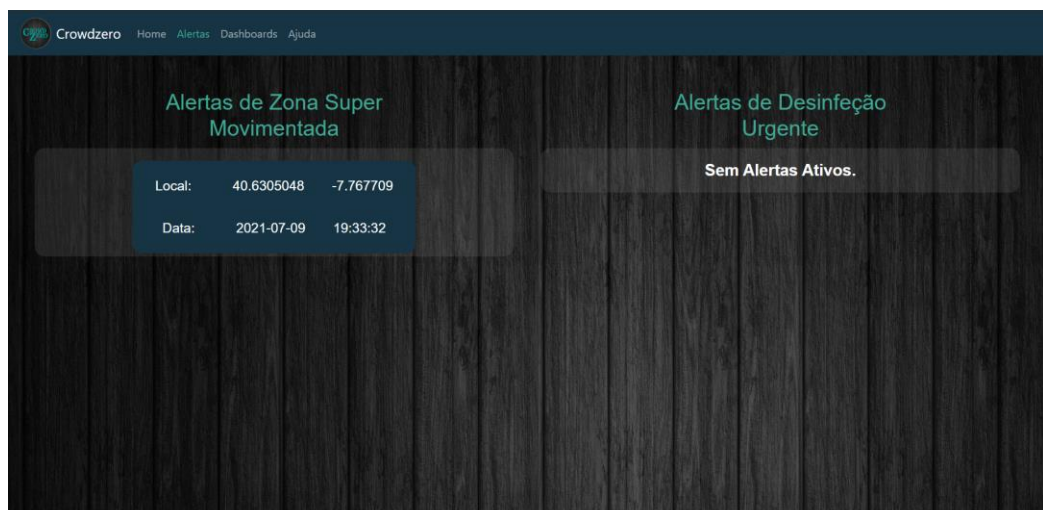 Crowdzero Home Alertas Dashboards Ajuda
Alertas de Zona Super
Movimentada
Local: 40.6305048 -7.767709
Data: 2021-07-09 19:33:32
Alertas de Desinfeção
Urgente
Sem Alertas Ativos.